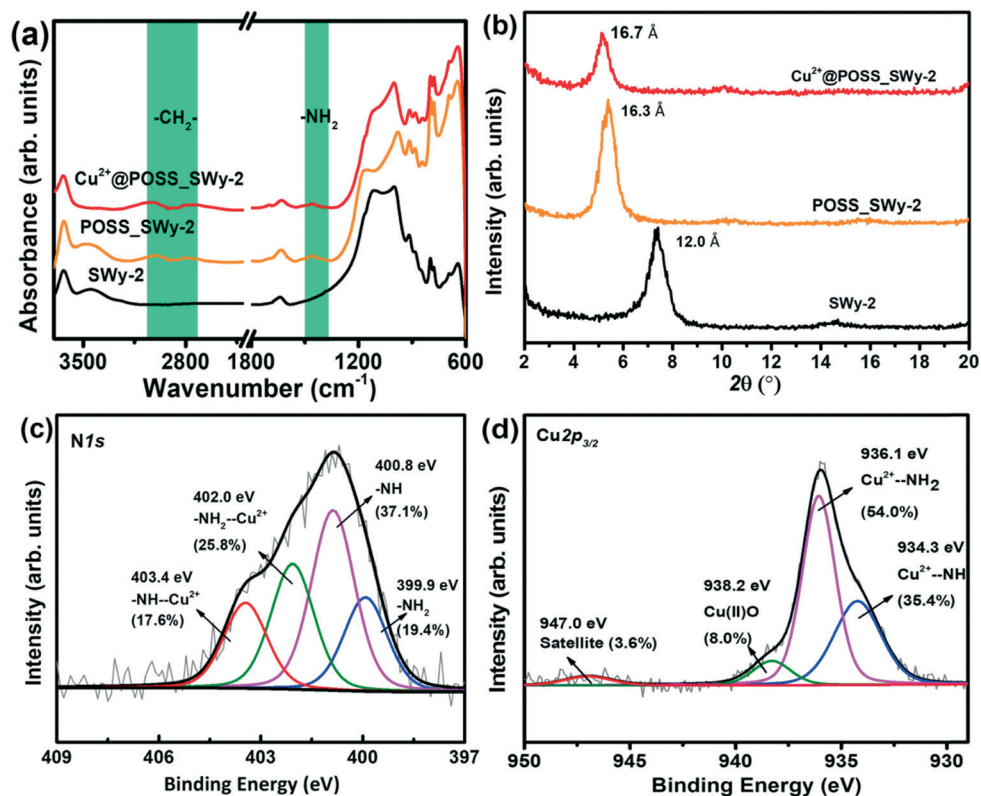 (a)
Absorbance (arb. units)
-CH₂-
-NH₂
Cu²⁺@POSS_SWy-2
POSS_SWy-2
SWy-2
3500 2800 1800 1200 600
Wavenumber (cm⁻¹)
(b)
Intensity (arb. units)
16.7 Å
Cu²⁺@POSS_SWy-2
16.3 Å
POSS_SWy-2
12.0 Å
SWy-2
2 4 6 8 10 12 14 16 18 20
2θ (°)
(c)
N1s
Intensity (arb. units)
400.8 eV
-NH
(37.1%)
402.0 eV
-NH₂--Cu²⁺
(25.8%)
403.4 eV
-NH--Cu²⁺
(17.6%)
399.9 eV
-NH₂
(19.4%)
409 406 403 400 397
Binding Energy (eV)
(d)
Cu2p₃/₂
Intensity (arb. units)
936.1 eV
Cu²⁺--NH₂
(54.0%)
934.3 eV
Cu²⁺--NH
(35.4%)
938.2 eV
Cu(II)O
(8.0%)
947.0 eV
Satellite (3.6%)
950 945 940 935 930
Binding Energy (eV)